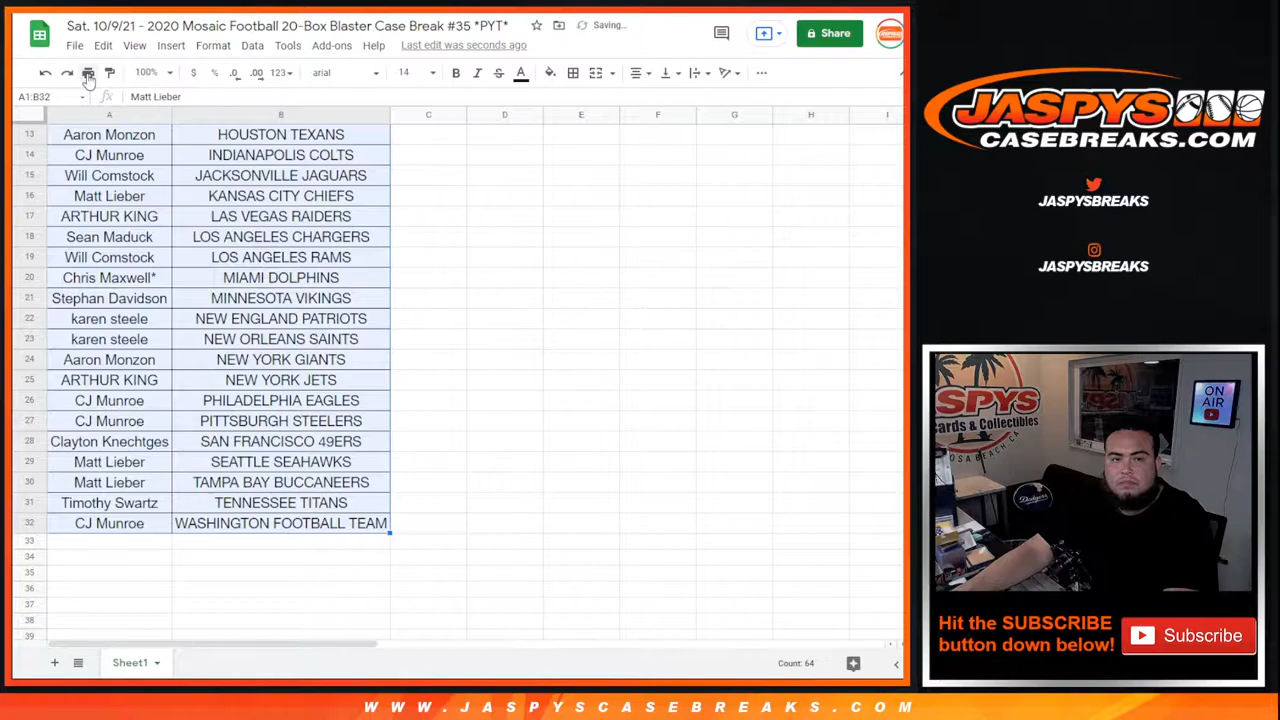 Sat. 10/9/21 - 2020 Mosaic Football 20-Box Blaster Case Break #35 *PYT*
Saving...
File Edit View Insert Format Data Tools Add-ons Help Last edit was seconds ago
Share
100% $ % .0 .00 123 arial 14 B I S A
A1:B32 fx Matt Lieber
A B C D E F G H I
13 Aaron Monzon HOUSTON TEXANS
14 CJ Munroe INDIANAPOLIS COLTS
15 Will Comstock JACKSONVILLE JAGUARS
16 Matt Lieber KANSAS CITY CHIEFS
17 ARTHUR KING LAS VEGAS RAIDERS
18 Sean Maduck LOS ANGELES CHARGERS
19 Will Comstock LOS ANGELES RAMS
20 Chris Maxwell* MIAMI DOLPHINS
21 Stephan Davidson MINNESOTA VIKINGS
22 karen steele NEW ENGLAND PATRIOTS
23 karen steele NEW ORLEANS SAINTS
24 Aaron Monzon NEW YORK GIANTS
25 ARTHUR KING NEW YORK JETS
26 CJ Munroe PHILADELPHIA EAGLES
27 CJ Munroe PITTSBURGH STEELERS
28 Clayton Knechtges SAN FRANCISCO 49ERS
29 Matt Lieber SEATTLE SEAHAWKS
30 Matt Lieber TAMPA BAY BUCCANEERS
31 Timothy Swartz TENNESSEE TITANS
32 CJ Munroe WASHINGTON FOOTBALL TEAM
33
34
35
36
37
38
39
Sheet1
Count: 64
JASPYS
CASEBREAKS.COM
JASPYSBREAKS
JASPYSBREAKS
ON
AIR
Dodgers
Hit the SUBSCRIBE
button down below!
Subscribe
WWW.JASPYSCASEBREAKS.COM